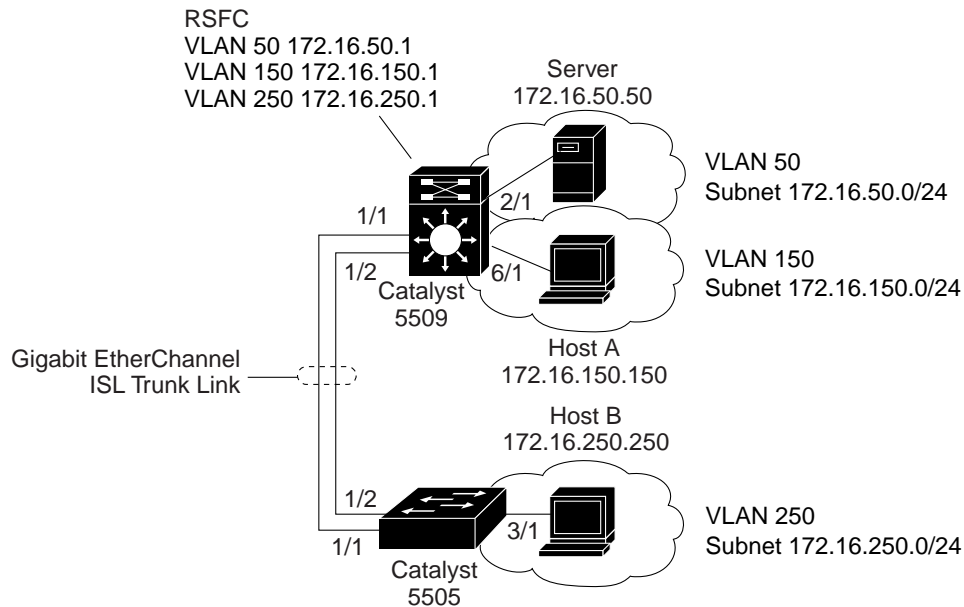 RSFC
VLAN 50 172.16.50.1
VLAN 150 172.16.150.1
VLAN 250 172.16.250.1
Server
172.16.50.50
VLAN 50
Subnet 172.16.50.0/24
2/1
1/1
1/2
6/1
VLAN 150
Subnet 172.16.150.0/24
Catalyst
5509
Host A
172.16.150.150
Gigabit EtherChannel
ISL Trunk Link
Host B
172.16.250.250
1/2
1/1
3/1
VLAN 250
Subnet 172.16.250.0/24
Catalyst
5505